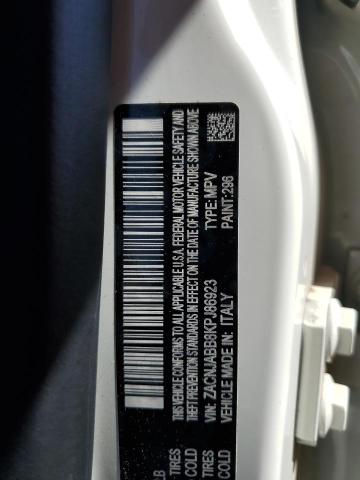 THIS VEHICLE CONFORMS TO ALL APPLICABLE U.S.A. FEDERAL MOTOR VEHICLE SAFETY AND
THEFT PREVENTION STANDARDS IN EFFECT ON THE DATE OF MANUFACTURE SHOWN ABOVE
VIN: ZACNJABB9KPJ86923 TYPE: MPV
VEHICLE MADE IN: ITALY PAINT: 296
LB
TIRES
COLD
TIRES
COLD